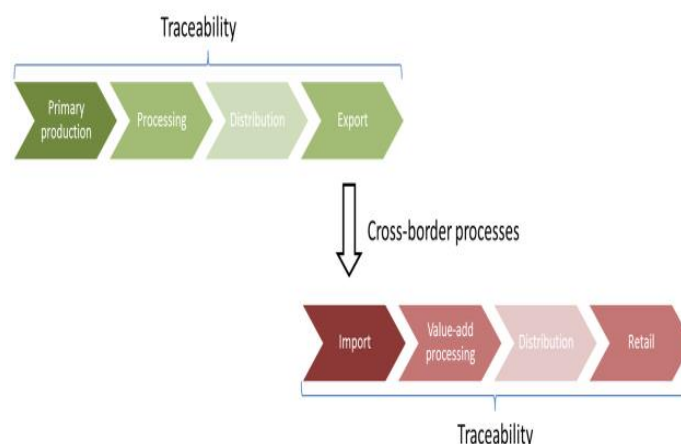 Traceability
Primary
production
Processing
Distribution
Export
Cross-border processes
Import
Value-add
processing
Distribution
Retail
Traceability